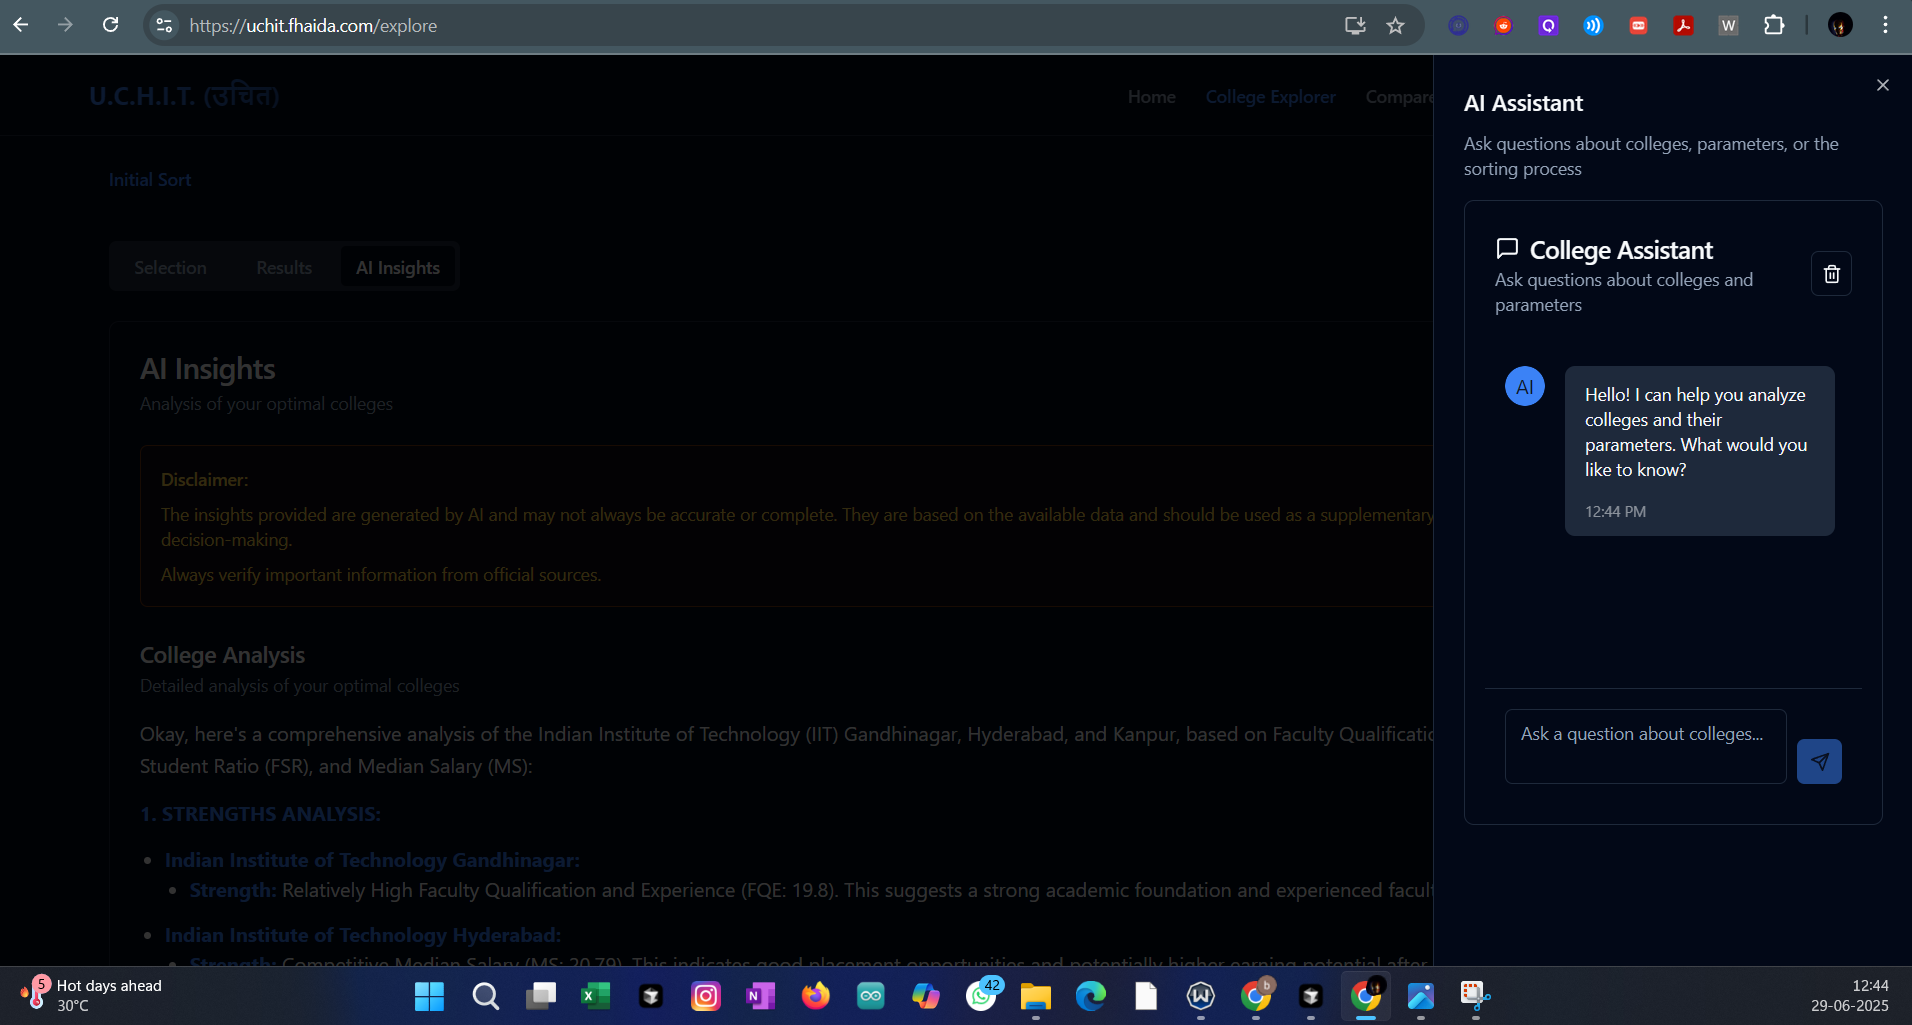 https://uchit.fhaida.com/explore
W
U.C.H.I.T. (उचित)
Home
College Explorer
Compare
Initial Sort
Selection
Results
AI Insights
AI Insights
Analysis of your optimal colleges
Disclaimer:
The insights provided are generated by AI and may not always be accurate or complete. They are based on the available data and should be used as a supplementary
decision-making.
Always verify important information from official sources.
College Analysis
Detailed analysis of your optimal colleges
Okay, here's a comprehensive analysis of the Indian Institute of Technology (IIT) Gandhinagar, Hyderabad, and Kanpur, based on Faculty
Student Ratio (FSR), and Median Salary (MS):
1. STRENGTHS ANALYSIS:
• Indian Institute of Technology Gandhinagar:
• Strength: Relatively High Faculty Qualification and Experience (FQE: 19.8). This suggests a strong academic foundation and experienced
• Indian Institute of Technology Hyderabad:
• Strength: Competitive Median Salary (MS: 20.79). This indicates good placement opportunities and potentially higher earning potential after
AI Assistant
Ask questions about colleges, parameters, or the
sorting process
College Assistant
Ask questions about colleges and
parameters
AI
Hello! I can help you analyze
colleges and their
parameters. What would you
like to know?
12:44 PM
Ask a question about colleges...
5
Hot days ahead
30°C
42
b
12:44
29-06-2025